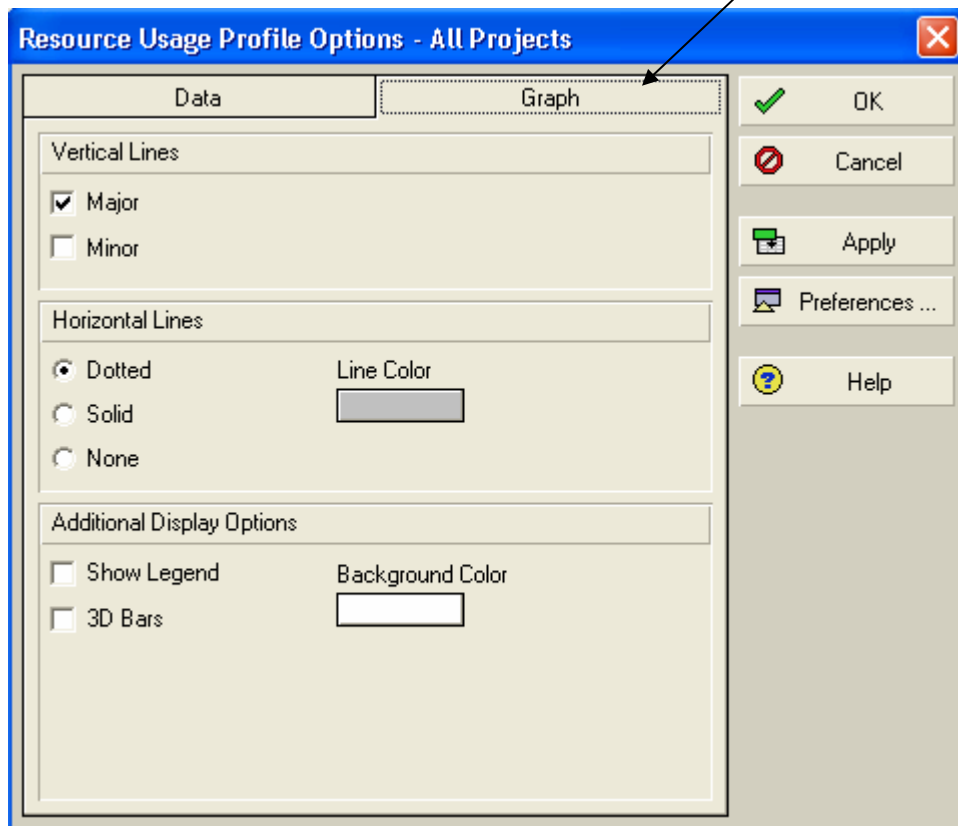 Resource Usage Profile Options - All Projects
Data
Graph
Vertical Lines
Major
Minor
Horizontal Lines
Dotted
Line Color
Solid
None
Additional Display Options
Show Legend
Background Color
3D Bars
OK
Cancel
Apply
Preferences ...
Help